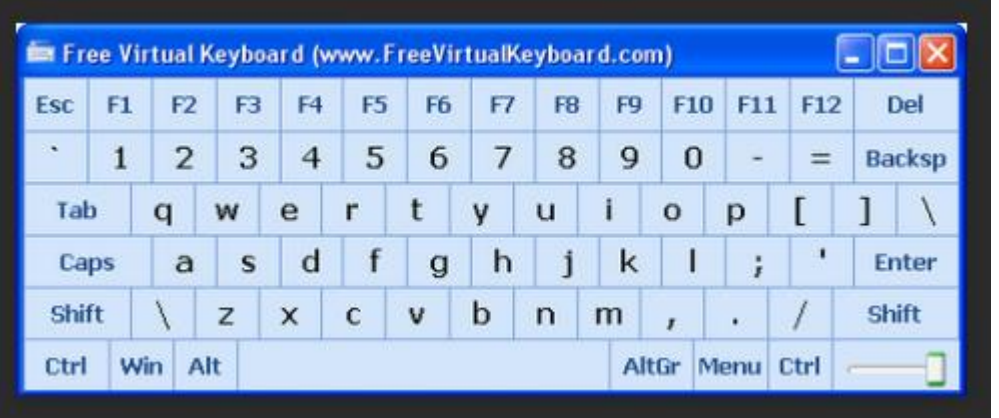 Free Virtual Keyboard (www.FreeVirtualKeyboard.com)
Esc F1 F2 F3 F4 F5 F6 F7 F8 F9 F10 F11 F12 Del
` 1 2 3 4 5 6 7 8 9 0 - = Backsp
Tab q w e r t y u i o p [ ] \
Caps a s d f g h j k l ; ' Enter
Shift \ z x c v b n m , . / Shift
Ctrl Win Alt AltGr Menu Ctrl